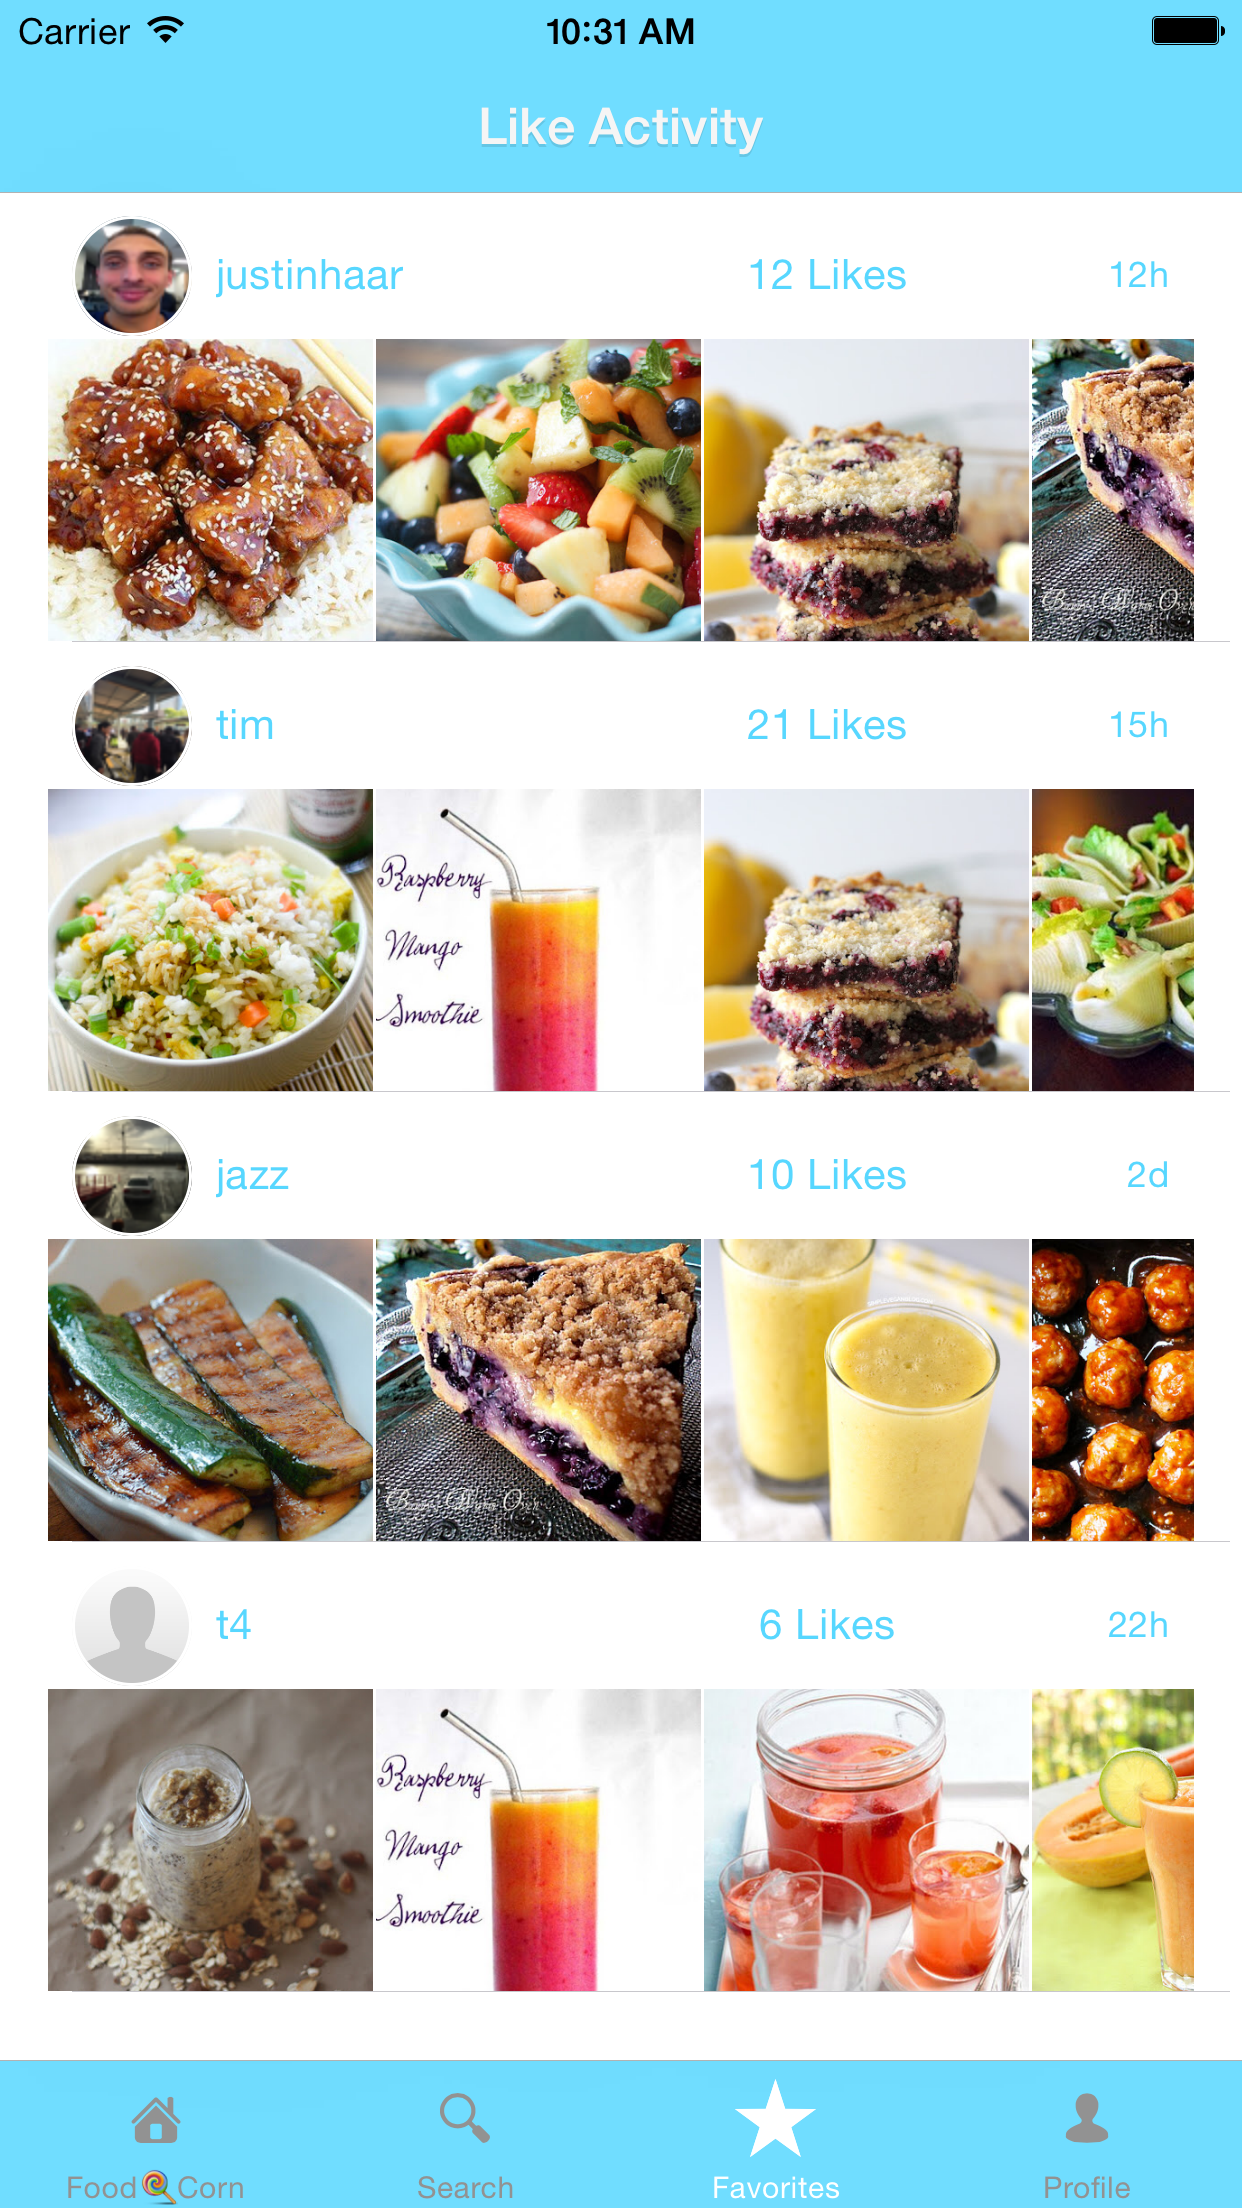 Carrier 10:31 AM
Like Activity
justinhaar 12 Likes 12h
tim 21 Likes 15h
Raspberry
Mango
Smoothie
jazz 10 Likes 2d
t4 6 Likes 22h
Raspberry
Mango
Smoothie
Food🍭Corn Search Favorites Profile